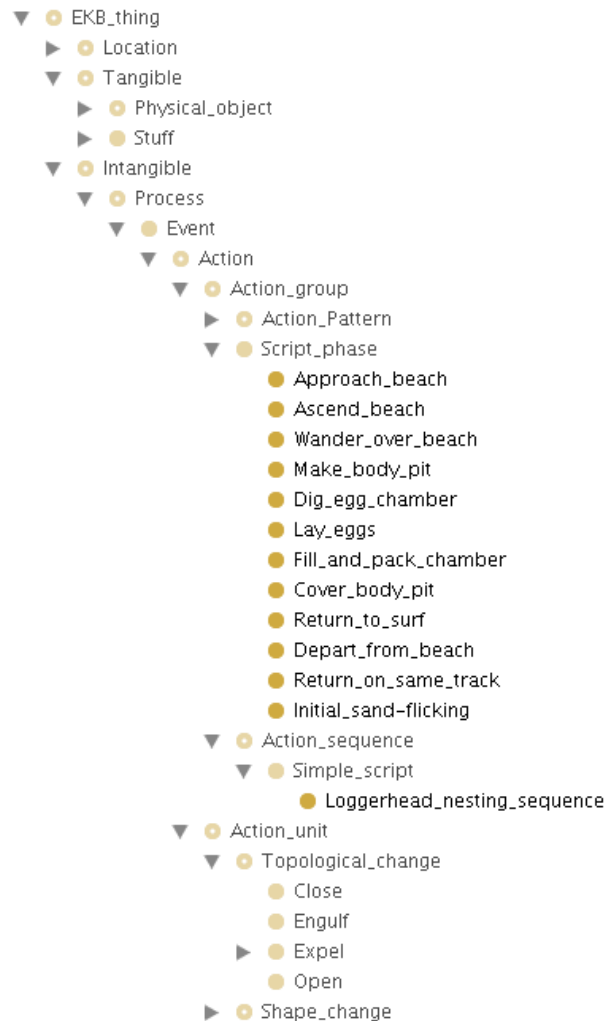 EKB_thing
Location
Tangible
Physical_object
Stuff
Intangible
Process
Event
Action
Action_group
Action_Pattern
Script_phase
Approach_beach
Ascend_beach
Wander_over_beach
Make_body_pit
Dig_egg_chamber
Lay_eggs
Fill_and_pack_chamber
Cover_body_pit
Return_to_surf
Depart_from_beach
Return_on_same_track
Initial_sand-flicking
Action_sequence
Simple_script
Loggerhead_nesting_sequence
Action_unit
Topological_change
Close
Engulf
Expel
Open
Shape_change